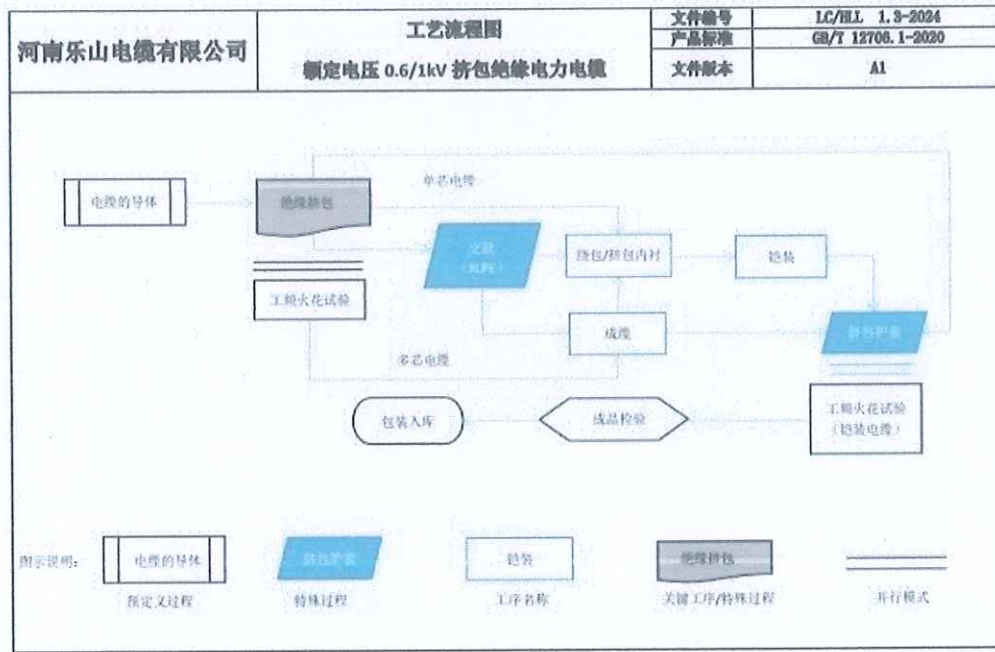 河南乐山电缆有限公司
工艺流程图
额定电压 0.6/1kV 挤包绝缘电力电缆
文件编号 LC/HLL 1.3-2024
产品标准 GB/T 12706.1-2020
文件版本 A1
单芯电缆
电缆的导体
绝缘挤包
交联
(XLPE)
绕包/挤包内衬
铠装
工频火花试验
成缆
挤包护套
多芯电缆
包装入库
成品检验
工频火花试验
(铠装电缆)
图示说明:
电缆的导体
挤包护套
铠装
绝缘挤包
预定义过程
特殊过程
工序名称
关键工序/特殊过程
并行模式